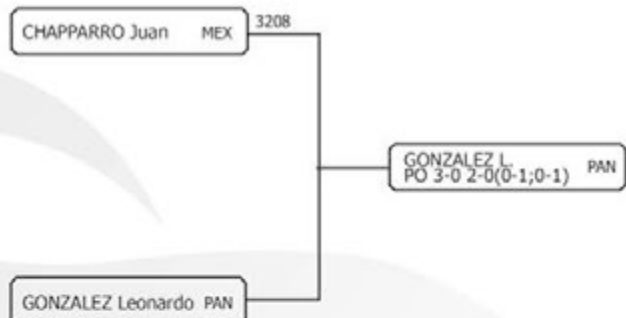 CHAPPARRO Juan MEX
3208
GONZALEZ L. PAN
PO 3-0 2-0(0-1;0-1)
GONZALEZ Leonardo PAN